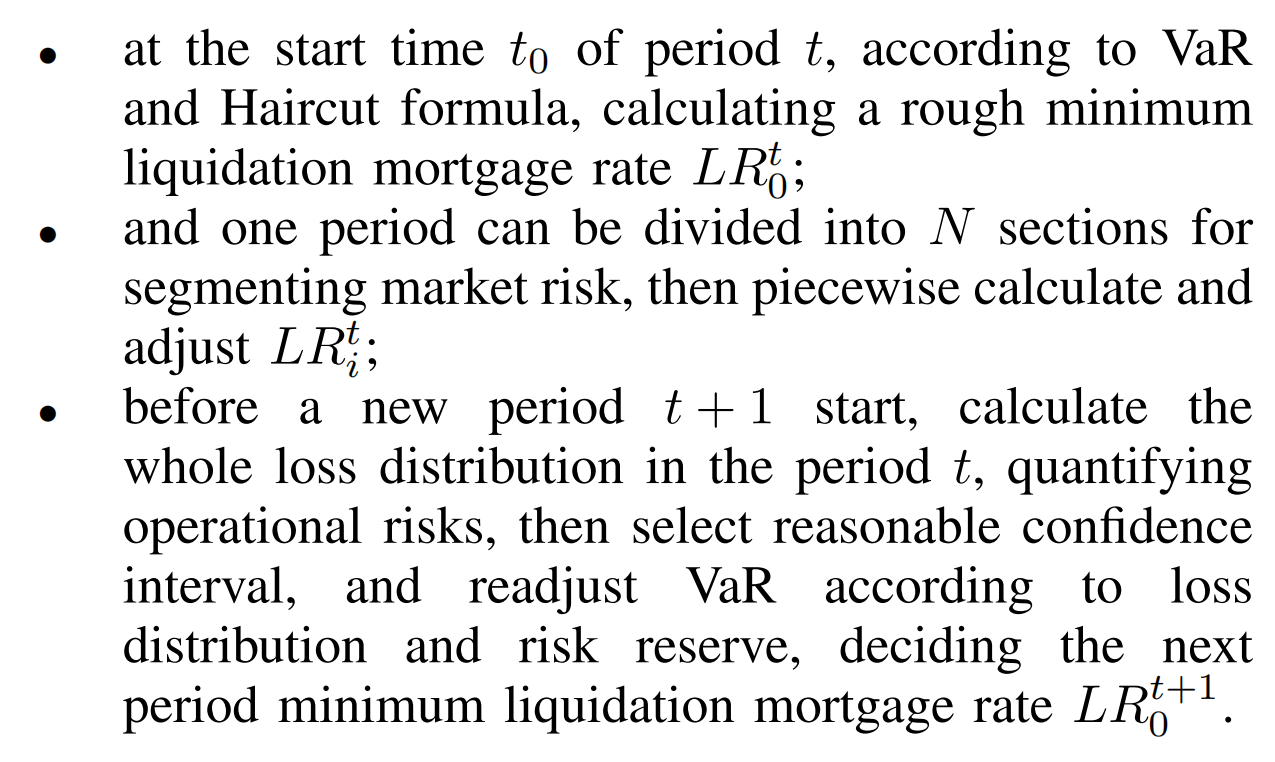 • at the start time $t_0$ of period $t$, according to VaR
and Haircut formula, calculating a rough minimum
liquidation mortgage rate $LR_0^t$;
• and one period can be divided into $N$ sections for
segmenting market risk, then piecewise calculate and
adjust $LR_i^t$;
• before a new period $t+1$ start, calculate the
whole loss distribution in the period $t$, quantifying
operational risks, then select reasonable confidence
interval, and readjust VaR according to loss
distribution and risk reserve, deciding the next
period minimum liquidation mortgage rate $LR_0^{t+1}$.